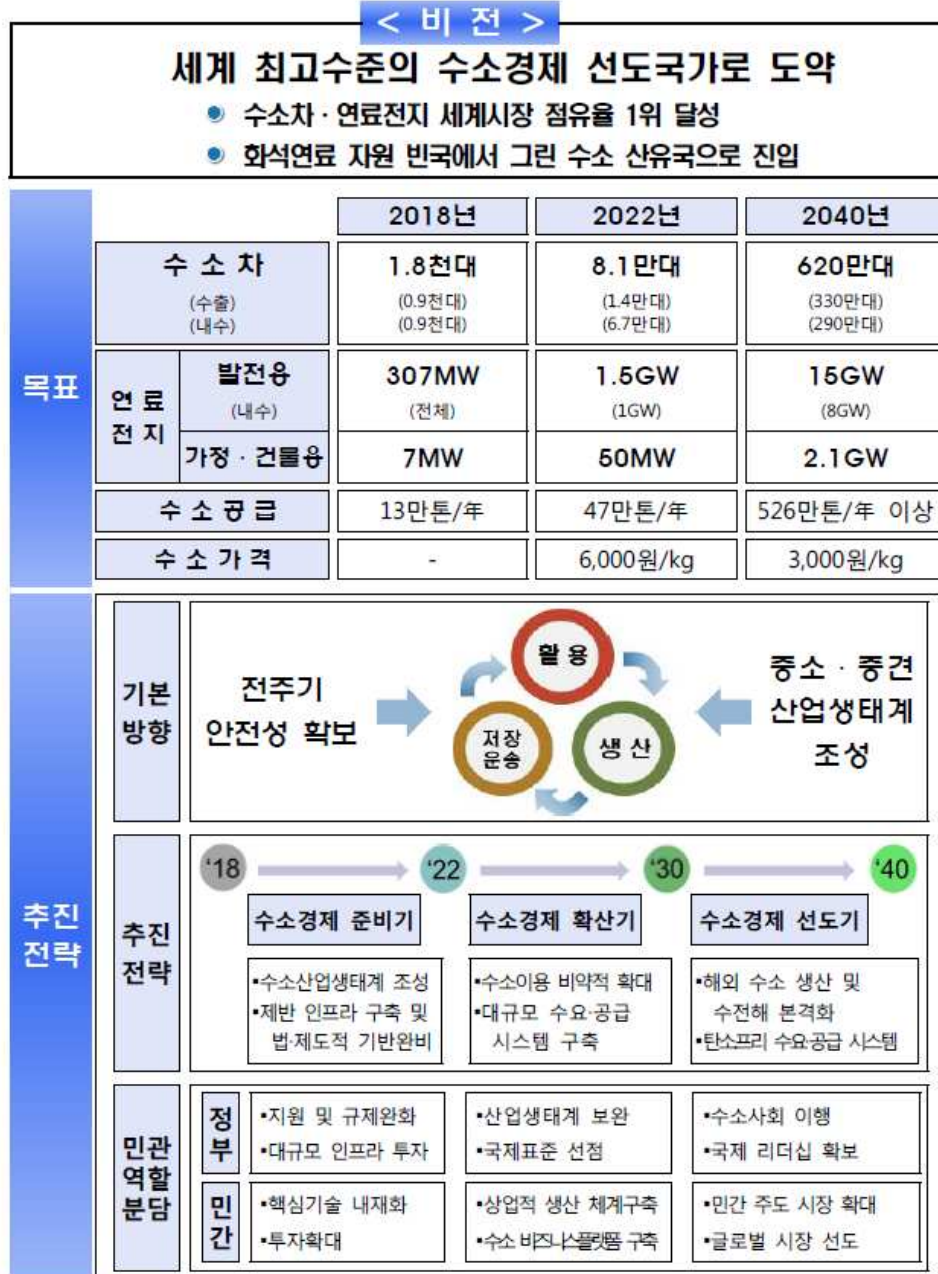 < 비 전 >
세계 최고수준의 수소경제 선도국가로 도약
수소차 · 연료전지 세계시장 점유율 1위 달성
화석연료 자원 빈국에서 그린 수소 산유국으로 진입
목표
2018년 2022년 2040년
수 소 차 1.8천대 8.1만대 620만대
(수출) (0.9천대) (1.4만대) (330만대)
(내수) (0.9천대) (6.7만대) (290만대)
연 료
전 지
발전용 307MW 1.5GW 15GW
(내수) (전체) (1GW) (8GW)
가정 · 건물용 7MW 50MW 2.1GW
수 소 공 급 13만톤/年 47만톤/年 526만톤/年 이상
수 소 가 격 - 6,000원/kg 3,000원/kg
추진
전략
기본
방향
전주기
안전성 확보
활 용
저장
운송
생 산
중소 · 중견
산업생태계
조성
추진
전략
‘18 ‘22 ‘30 ‘40
수소경제 준비기 수소경제 확산기 수소경제 선도기
▪수소산업생태계 조성
▪제반 인프라 구축 및
법·제도적 기반완비
▪수소이용 비약적 확대
▪대규모 수요·공급
시스템 구축
▪해외 수소 생산 및
수전해 본격화
▪탄소프리 수요·공급 시스템
민관
역할
분담
정
부
▪지원 및 규제완화
▪대규모 인프라 투자
▪산업생태계 보완
▪국제표준 선점
▪수소사회 이행
▪국제 리더십 확보
민
간
▪핵심기술 내재화
▪투자확대
▪상업적 생산 체계구축
▪수소 비즈니스플랫폼 구축
▪민간 주도 시장 확대
▪글로벌 시장 선도